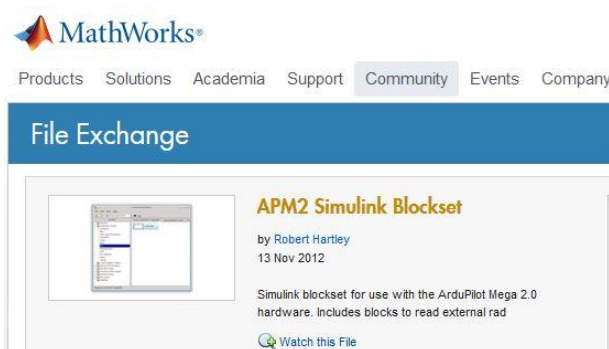 MathWorks®
Products Solutions Academia Support Community Events Company
File Exchange
APM2 Simulink Blockset
by Robert Hartley
13 Nov 2012
Simulink blockset for use with the ArduPilot Mega 2.0
hardware. Includes blocks to read external rad
Watch this File